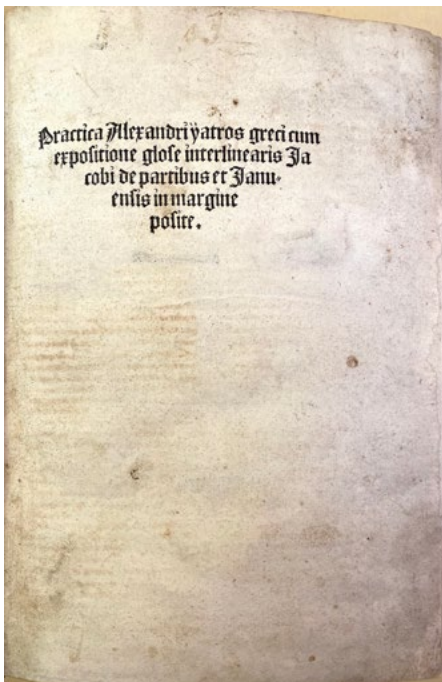 Practica Alexandri yatros greci cum
expositione glose interlinearis Ja
cobi de partibus et Janu-
ensis in margine
posite.